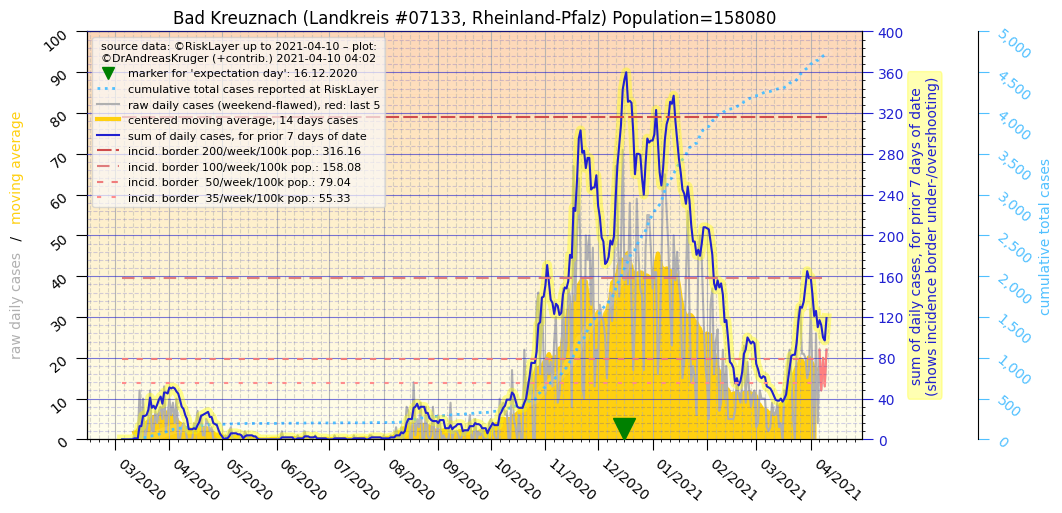 Bad Kreuznach (Landkreis #07133, Rheinland-Pfalz) Population=158080
source data: ©RiskLayer up to 2021-04-10 – plot:
©DrAndreasKruger (+contrib.) 2021-04-10 04:02
marker for 'expectation day': 16.12.2020
cumulative total cases reported at RiskLayer
raw daily cases (weekend-flawed), red: last 5
centered moving average, 14 days cases
sum of daily cases, for prior 7 days of date
incid. border 200/week/100k pop.: 316.16
incid. border 100/week/100k pop.: 158.08
incid. border  50/week/100k pop.: 79.04
incid. border  35/week/100k pop.: 55.33
raw daily cases / moving average
100
90
80
70
60
50
40
30
20
10
0
03/2020
04/2020
05/2020
06/2020
07/2020
08/2020
09/2020
10/2020
11/2020
12/2020
01/2021
02/2021
03/2021
04/2021
400
360
320
280
240
200
160
120
80
40
0
sum of daily cases, for prior 7 days of date
(shows incidence border under-/overshooting)
5,000
4,500
4,000
3,500
3,000
2,500
2,000
1,500
1,000
500
0
cumulative total cases